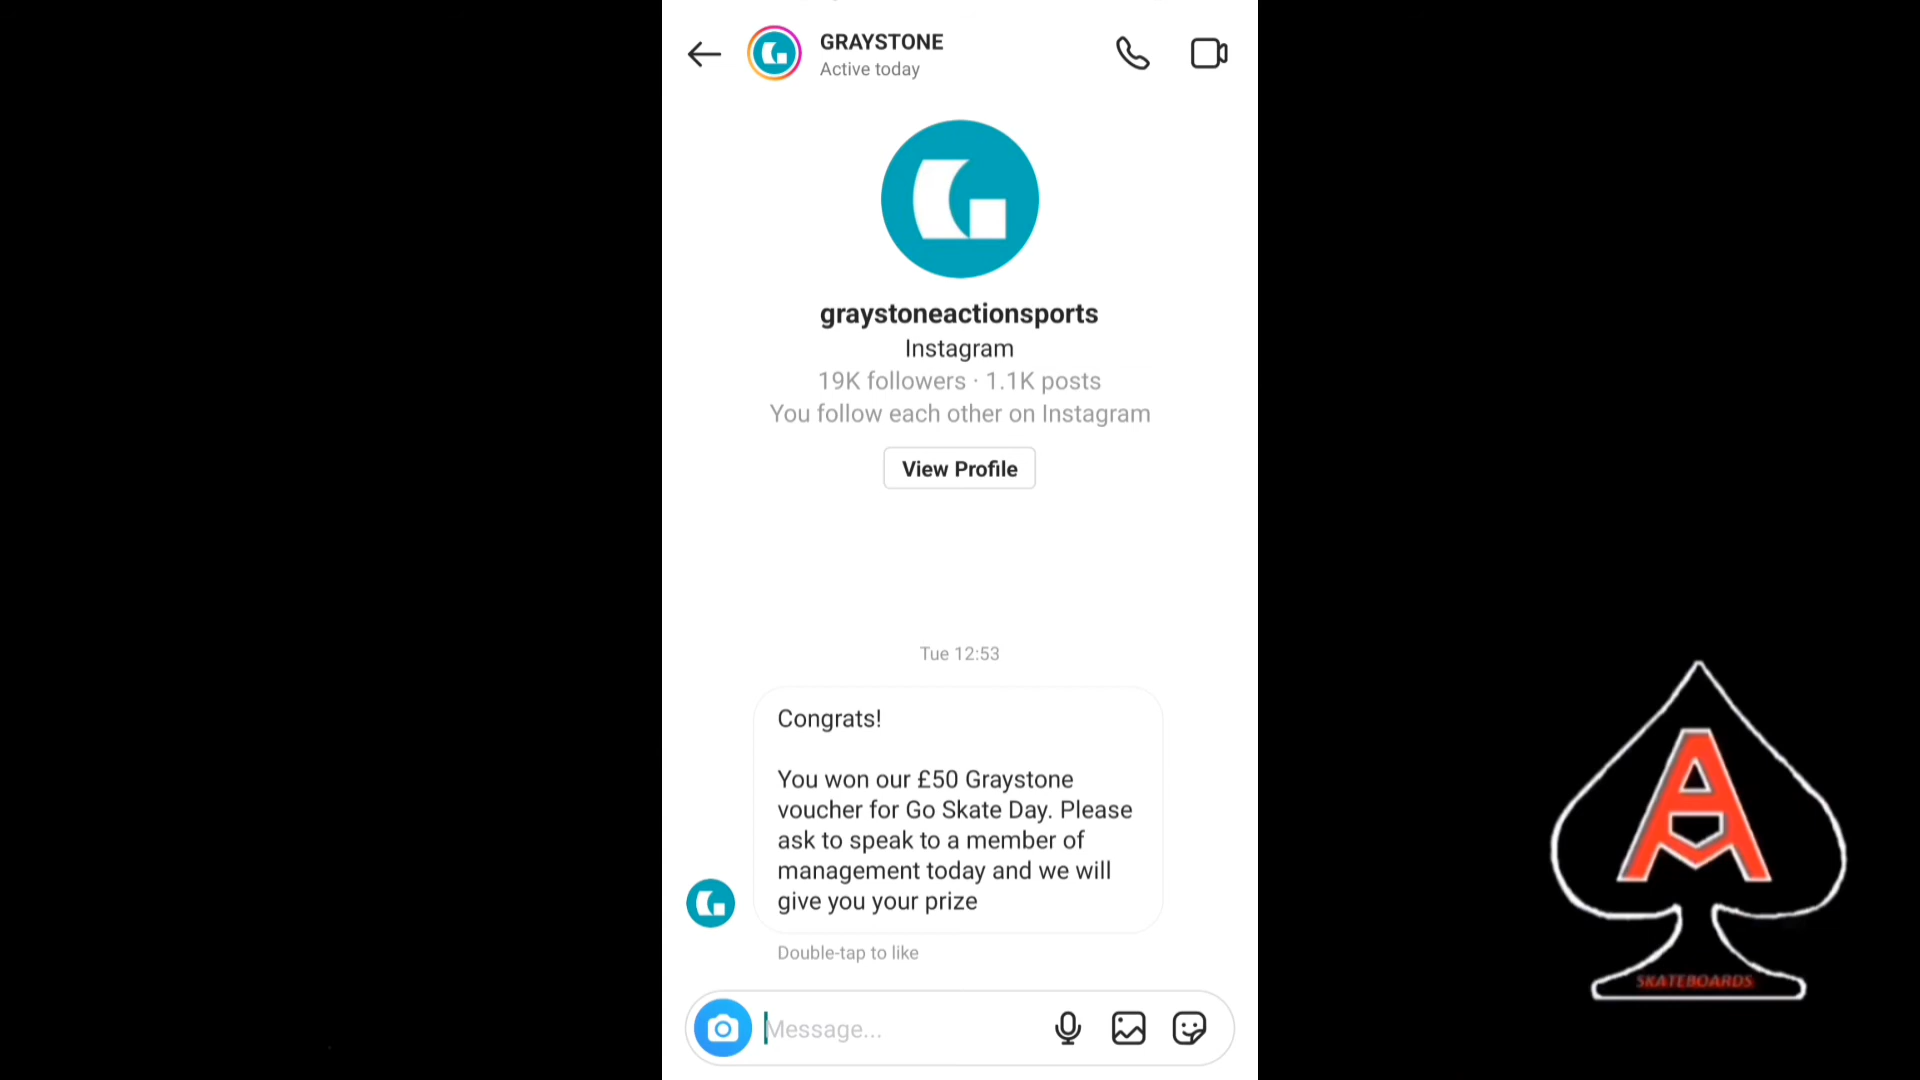 GRAYSTONE
Active today
graystoneactionsports
Instagram
19K followers · 1.1K posts
You follow each other on Instagram
View Profile
Tue 12:53
Congrats!
You won our £50 Graystone
voucher for Go Skate Day. Please
ask to speak to a member of
management today and we will
give you your prize
Double-tap to like
Message...
A
SKATEBOARDS